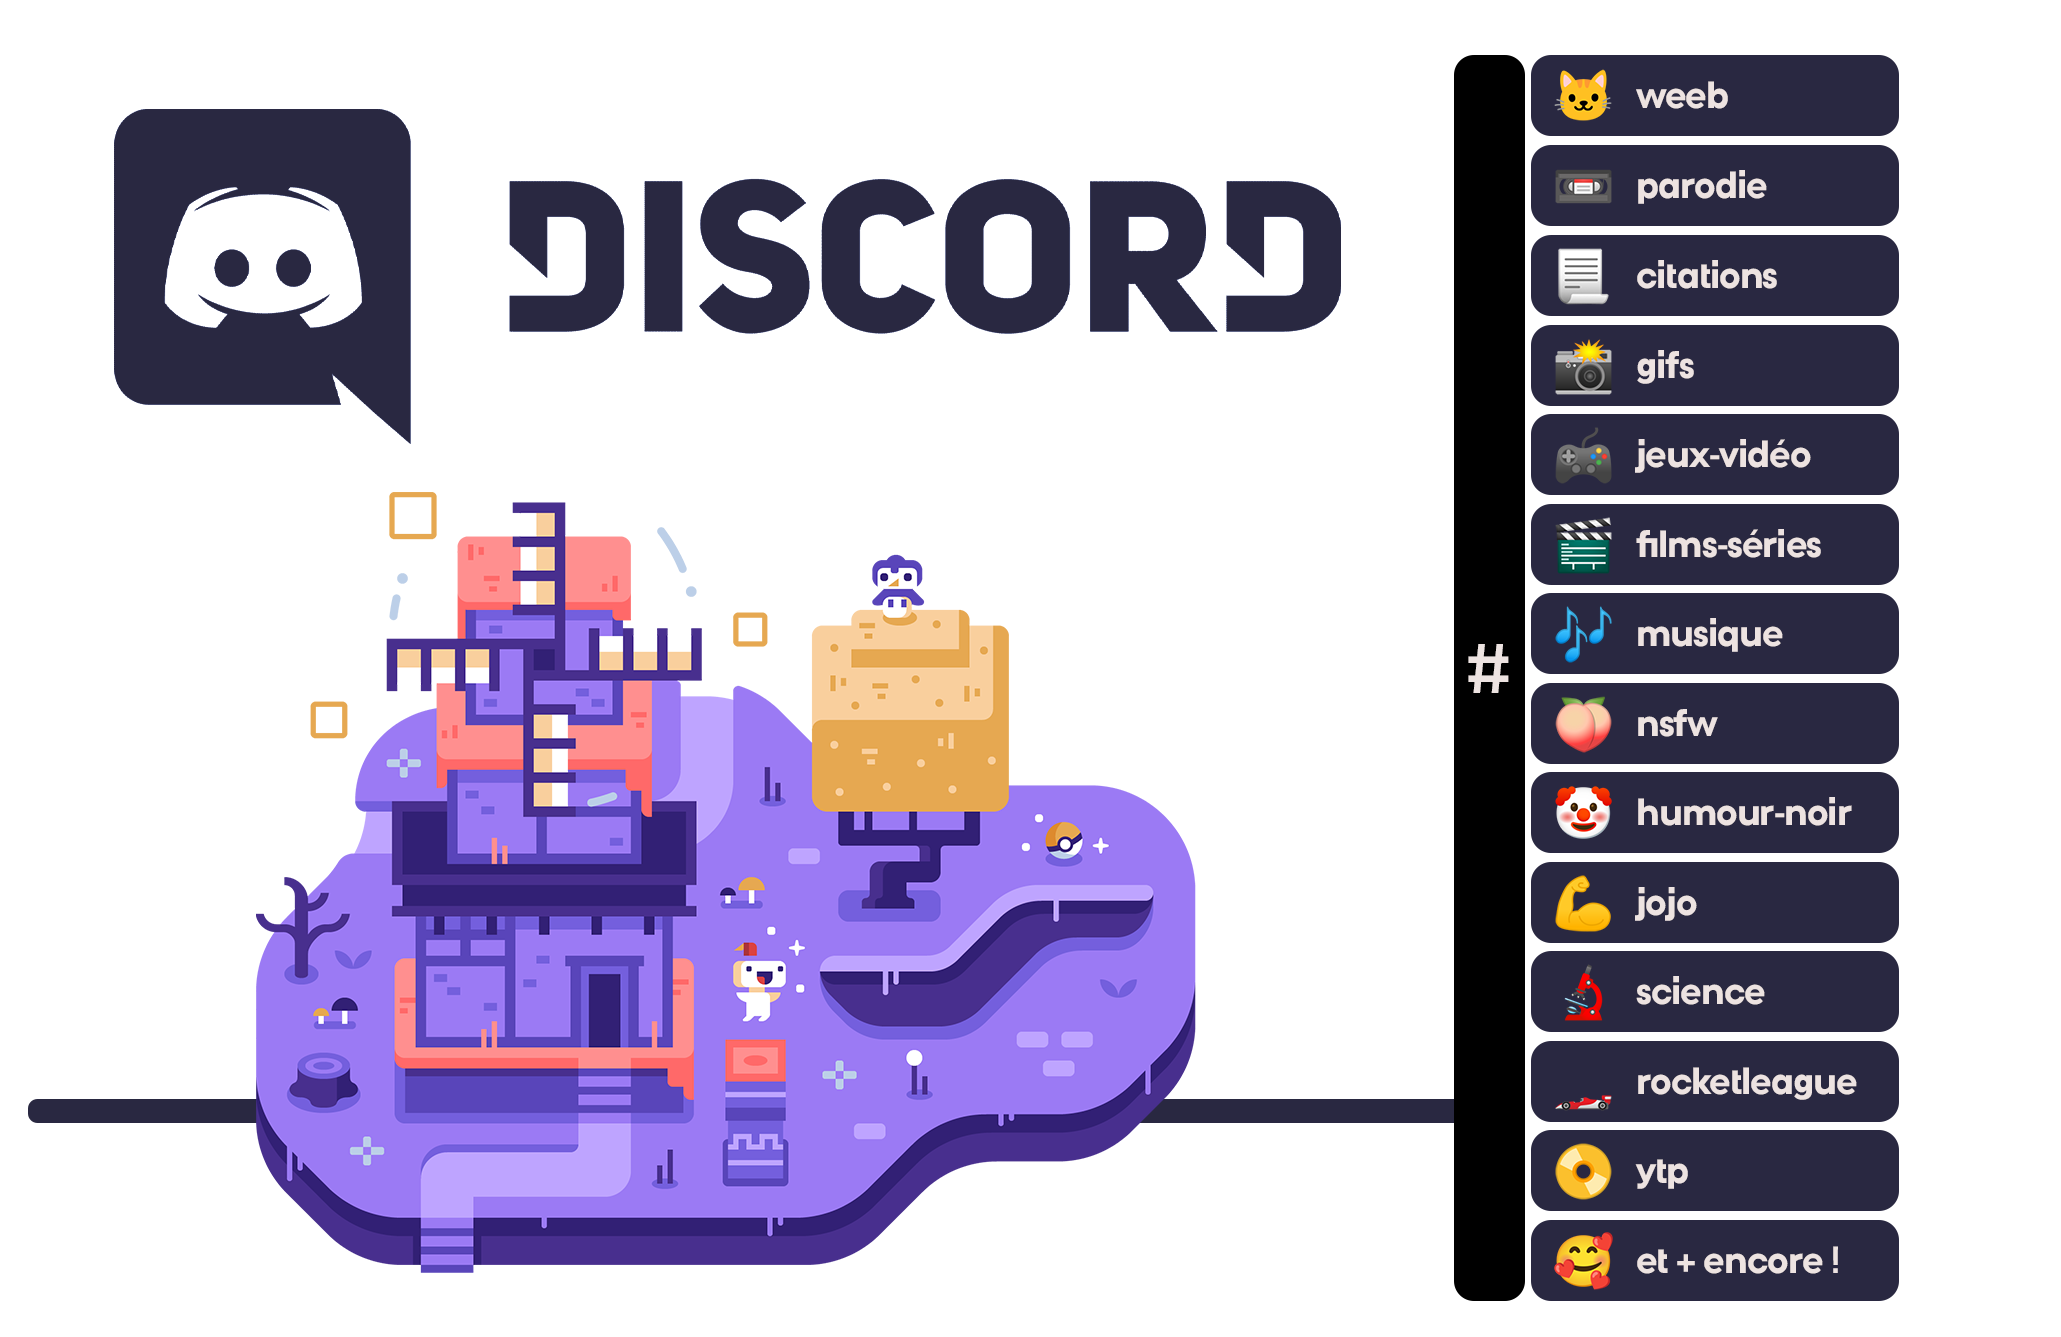 DISCORD
#
weeb
parodie
citations
gifs
jeux-vidéo
films-séries
musique
nsfw
humour-noir
jojo
science
rocketleague
ytp
et + encore !